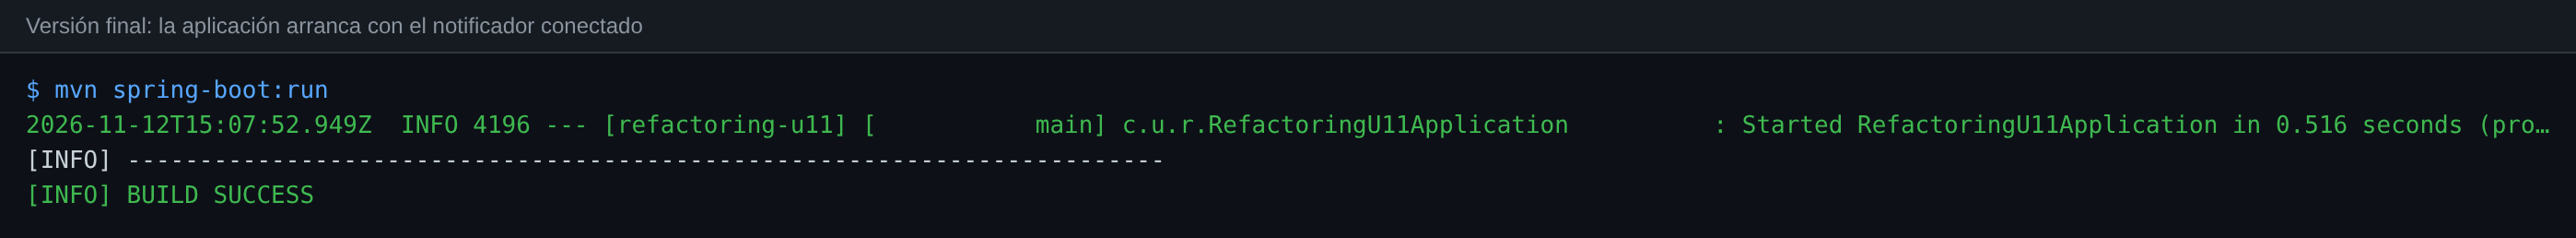 Versión final: la aplicación arranca con el notificador conectado
$ mvn spring-boot:run
2026-11-12T15:07:52.949Z  INFO 4196 --- [refactoring-u11] [           main] c.u.r.RefactoringU11Application          : Started RefactoringU11Application in 0.516 seconds (pro…
[INFO] ------------------------------------------------------------------------
[INFO] BUILD SUCCESS